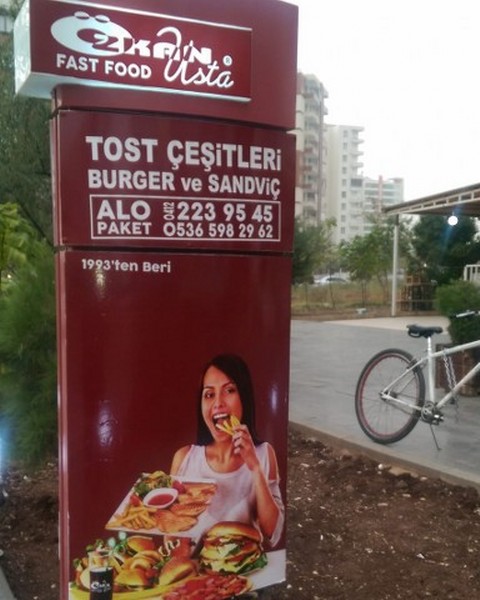 ÖZKAN Usta ®
FAST FOOD
TOST ÇEŞİTLERİ
BURGER ve SANDVİÇ
ALO PAKET
0412 223 95 45
0536 598 29 62
1993'ten Beri